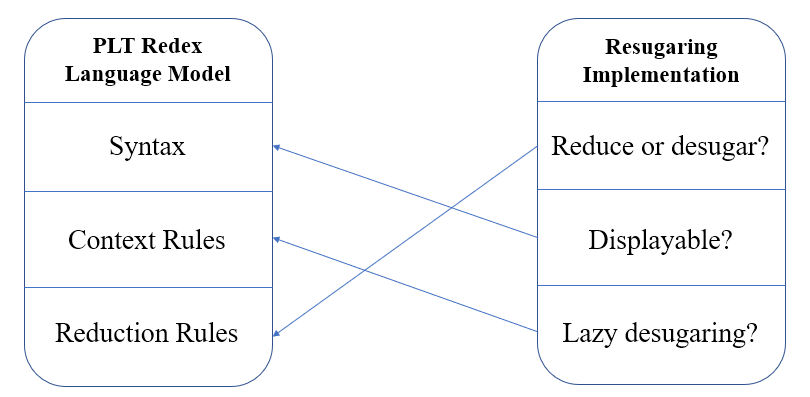 PLT Redex
Language Model
Syntax
Context Rules
Reduction Rules
Resugaring
Implementation
Reduce or desugar?
Displayable?
Lazy desugaring?